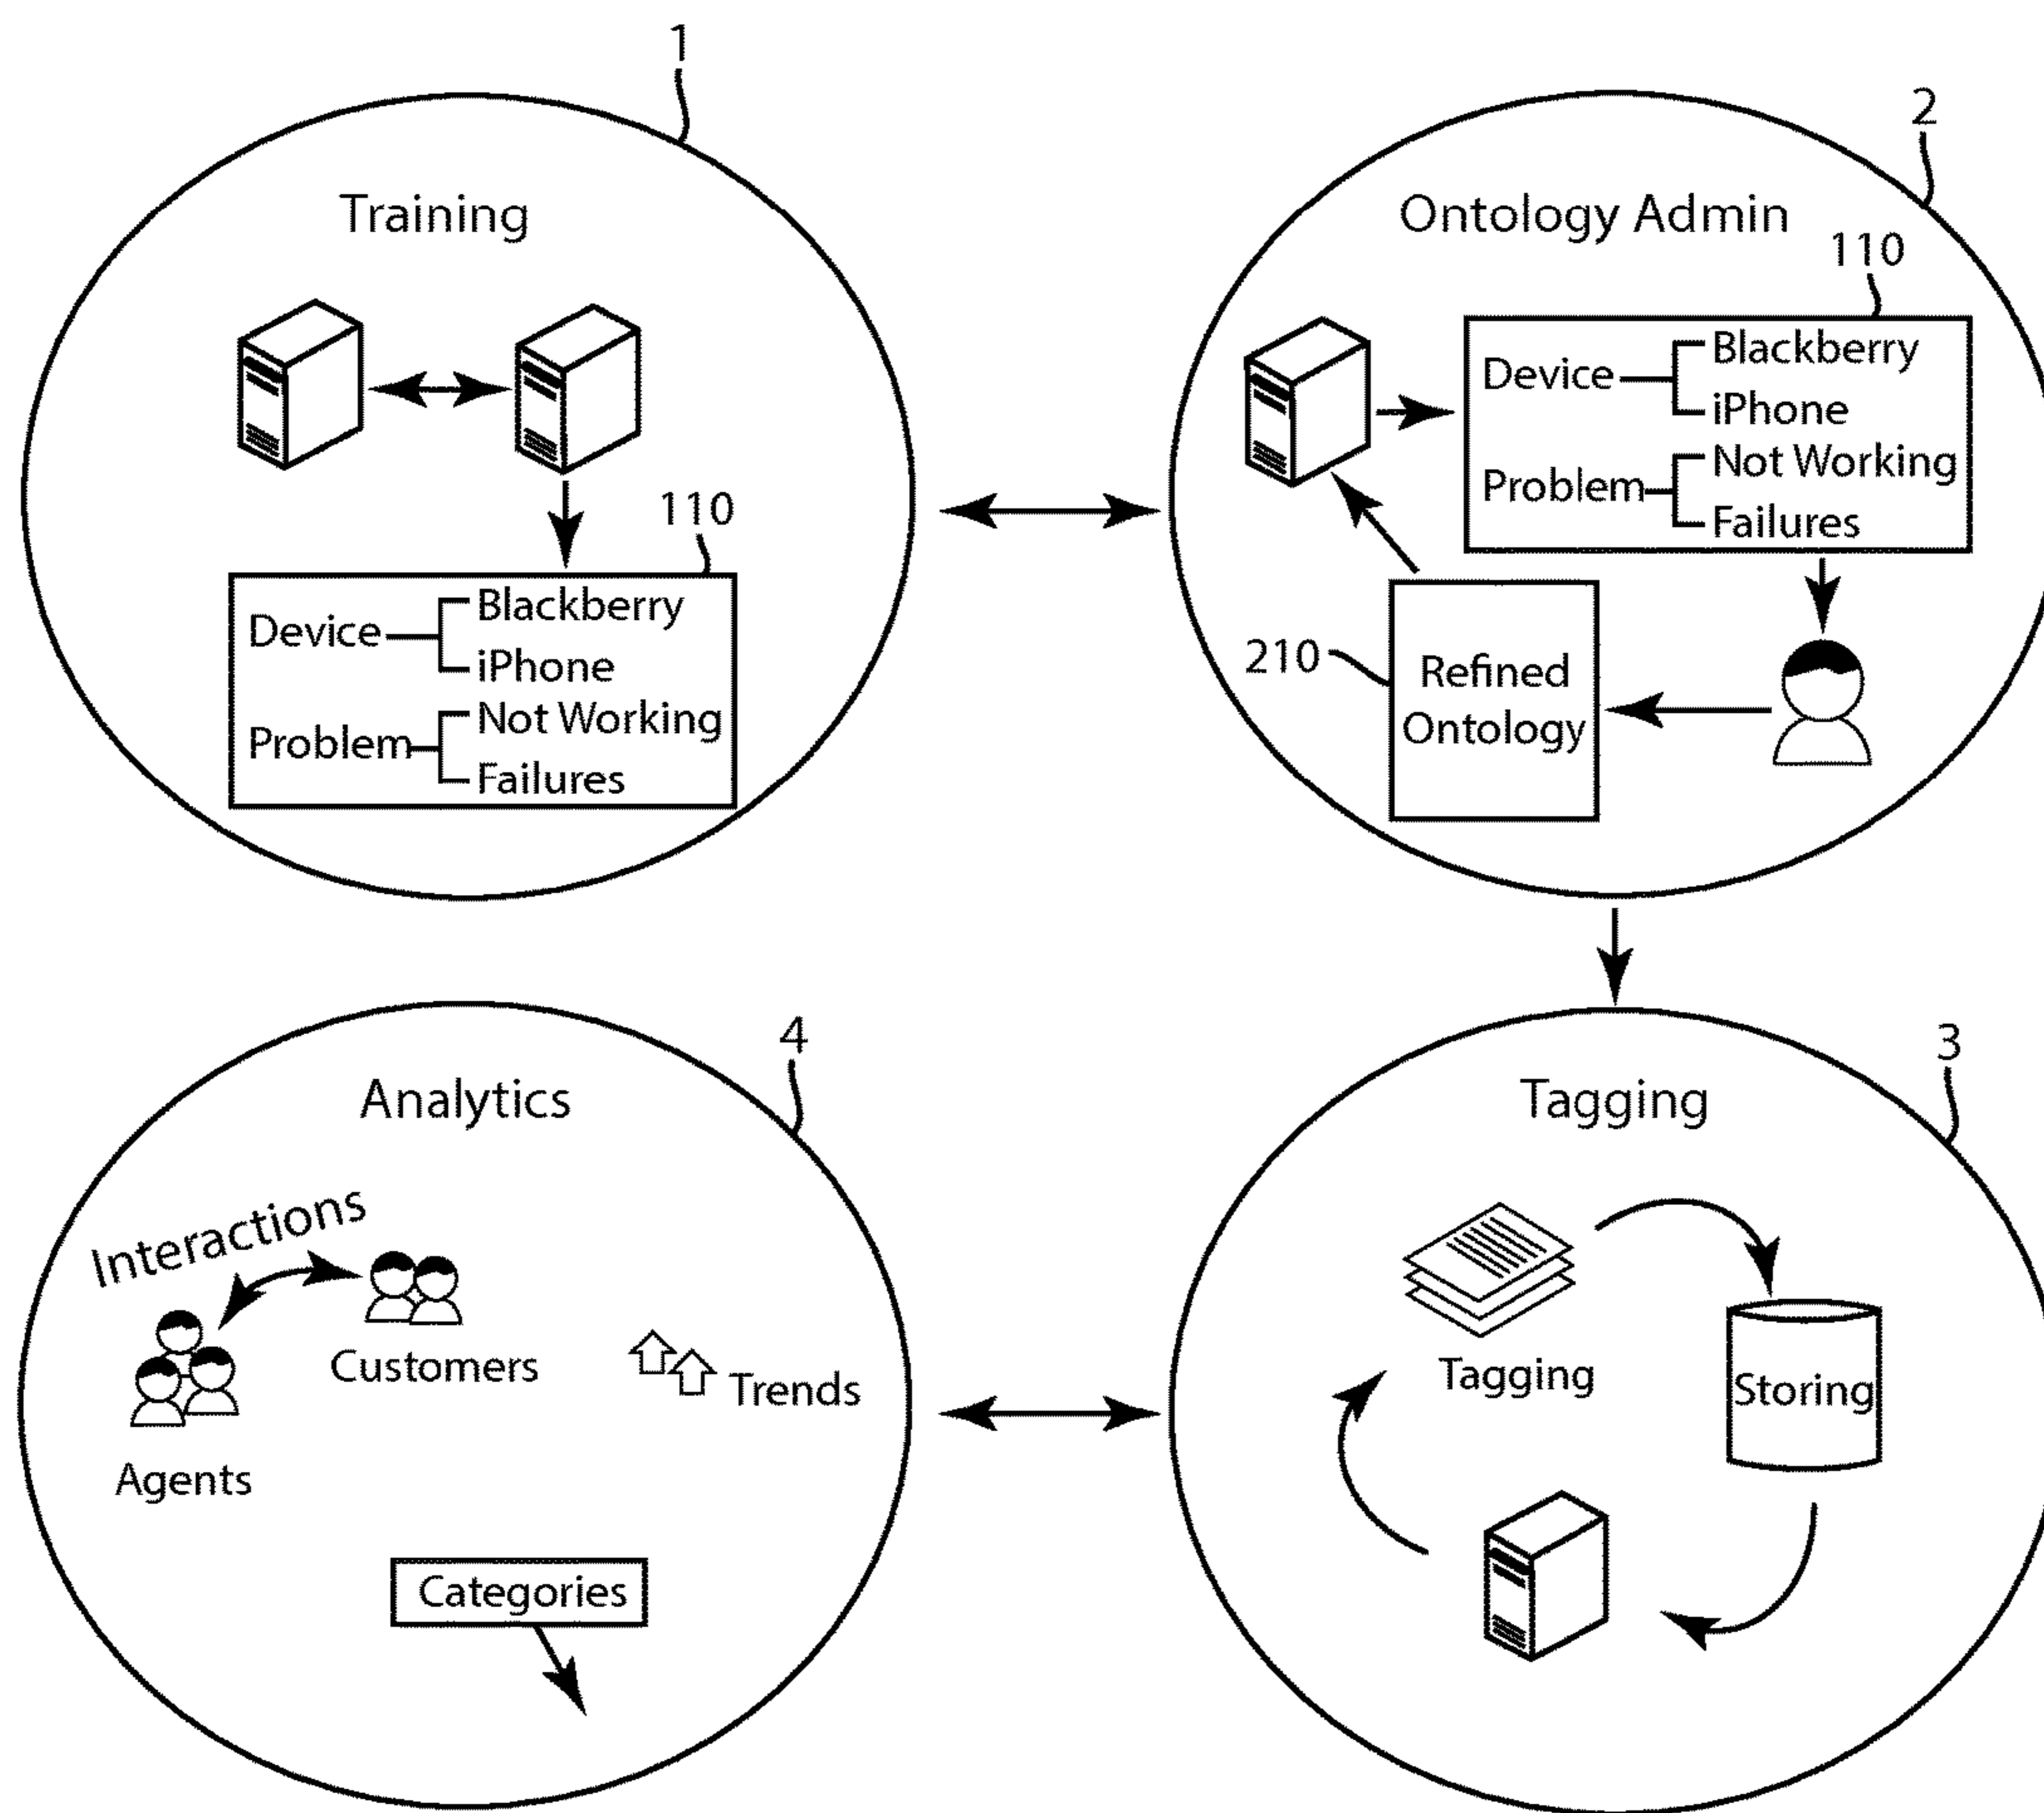 1
Training
110
Device
Blackberry
iPhone
Problem
Not Working
Failures
2
Ontology Admin
110
Device
Blackberry
iPhone
Problem
Not Working
Failures
210
Refined
Ontology
4
Analytics
Interactions
Customers
Agents
Trends
Categories
3
Tagging
Tagging
Storing